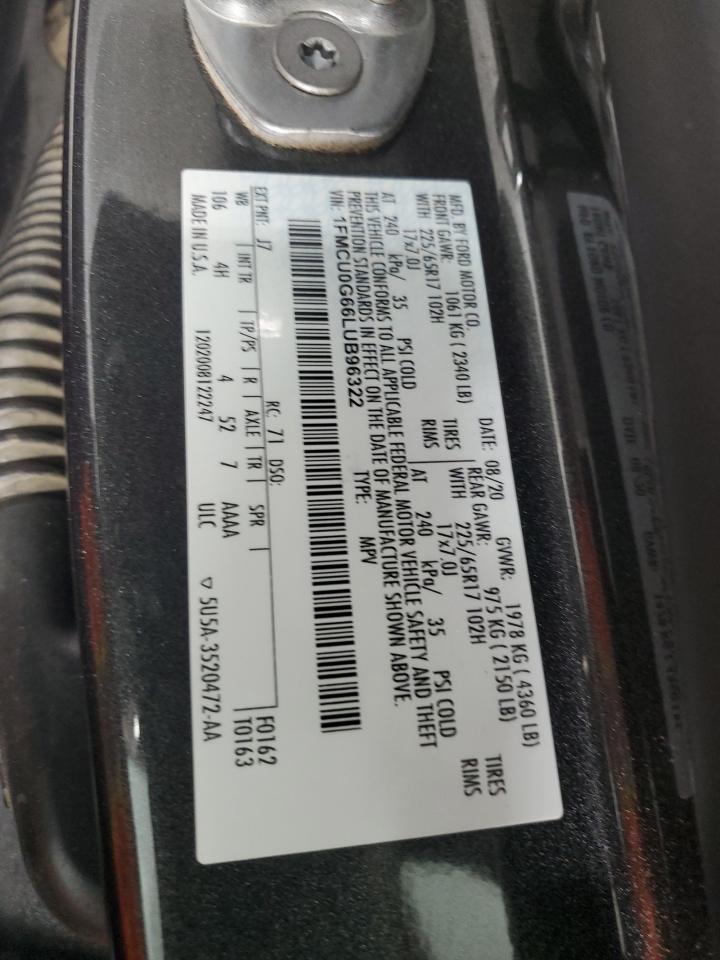 MFD. BY FORD MOTOR CO.
DATE: 08/20 GVWR: 1978 KG ( 4360 LB)
FRONT GAWR: 1061 KG ( 2340 LB) REAR GAWR: 975 KG ( 2150 LB)
WITH 225/65R17 102H TIRES WITH 225/65R17 102H TIRES
17x7.0J RIMS 17x7.0J RIMS
AT 240 kPa/ 35 PSI COLD AT 240 kPa/ 35 PSI COLD
THIS VEHICLE CONFORMS TO ALL APPLICABLE FEDERAL MOTOR VEHICLE SAFETY AND THEFT
PREVENTION STANDARDS IN EFFECT ON THE DATE OF MANUFACTURE SHOWN ABOVE.
VIN: 1FMCU0G66LUB96322 TYPE: MPV
EXT PNT: J7 RC: 71 DSO: F0162
WB INT TR TP/PS R AXLE TR SPR T0163
106 4H 4 52 7 AAAA
MADE IN U.S.A. 1202008122247 ULC ▽ 5U5A-3520472-AA